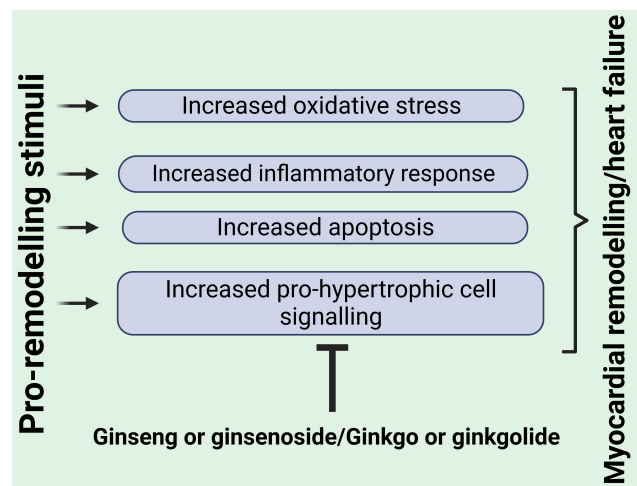 Pro-remodelling stimuli
Increased oxidative stress
Increased inflammatory response
Increased apoptosis
Increased pro-hypertrophic cell
signalling
Ginseng or ginsenoside/Ginkgo or ginkgolide
Myocardial remodelling/heart failure